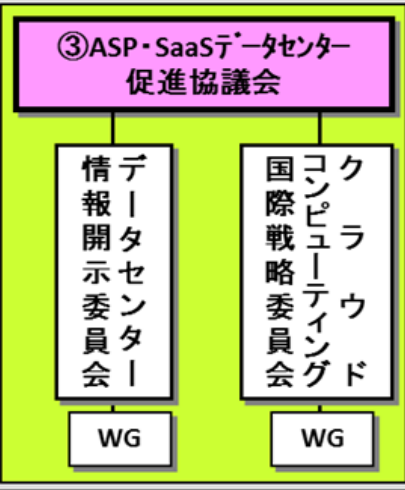 ③ASP･SaaSﾃﾞｰﾀｾﾝﾀｰ
促進協議会
データセンター
情報開示委員会
クラウド
コンピューティング
国際戦略委員会
WG
WG